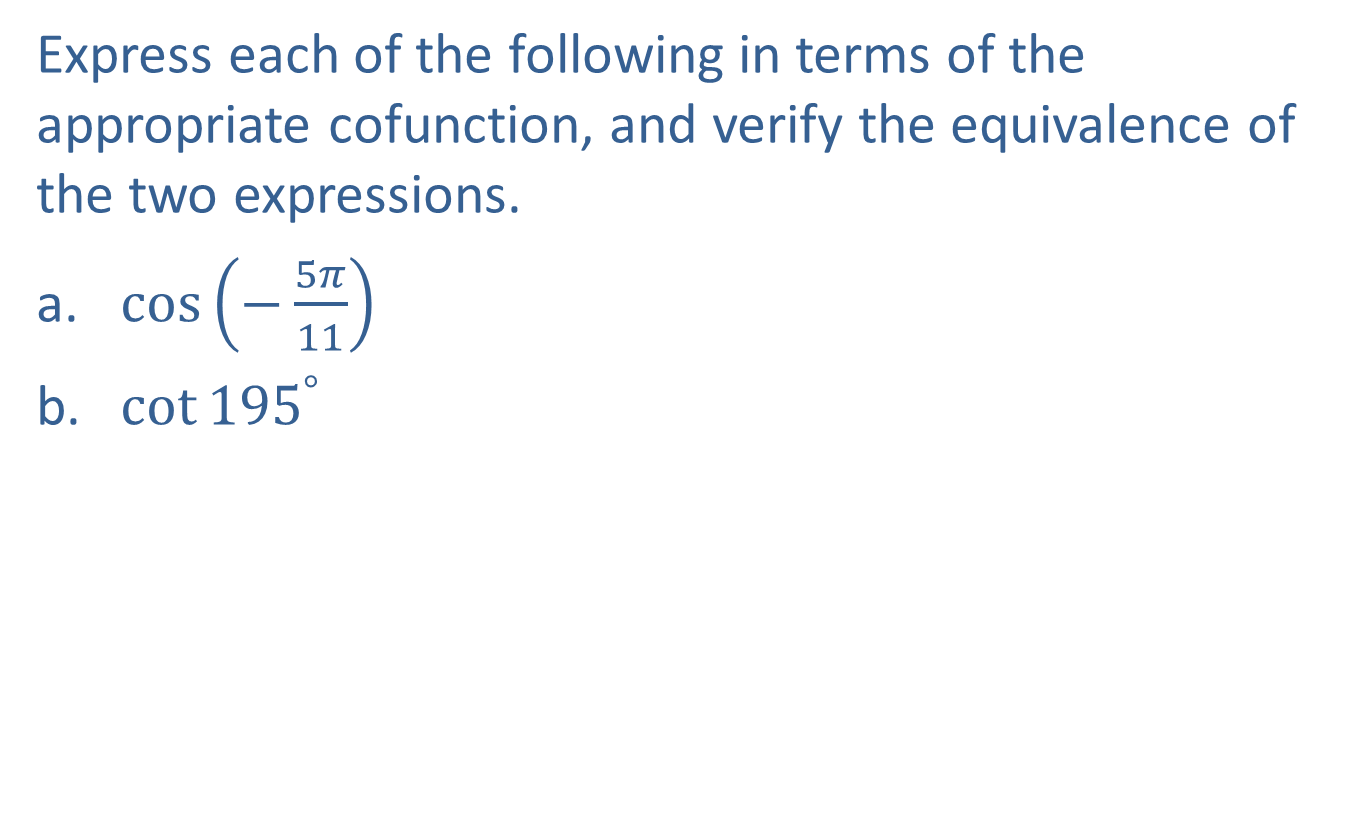 Express each of the following in terms of the
appropriate cofunction, and verify the equivalence of
the two expressions.
a. cos(−5π/11)
b. cot 195°